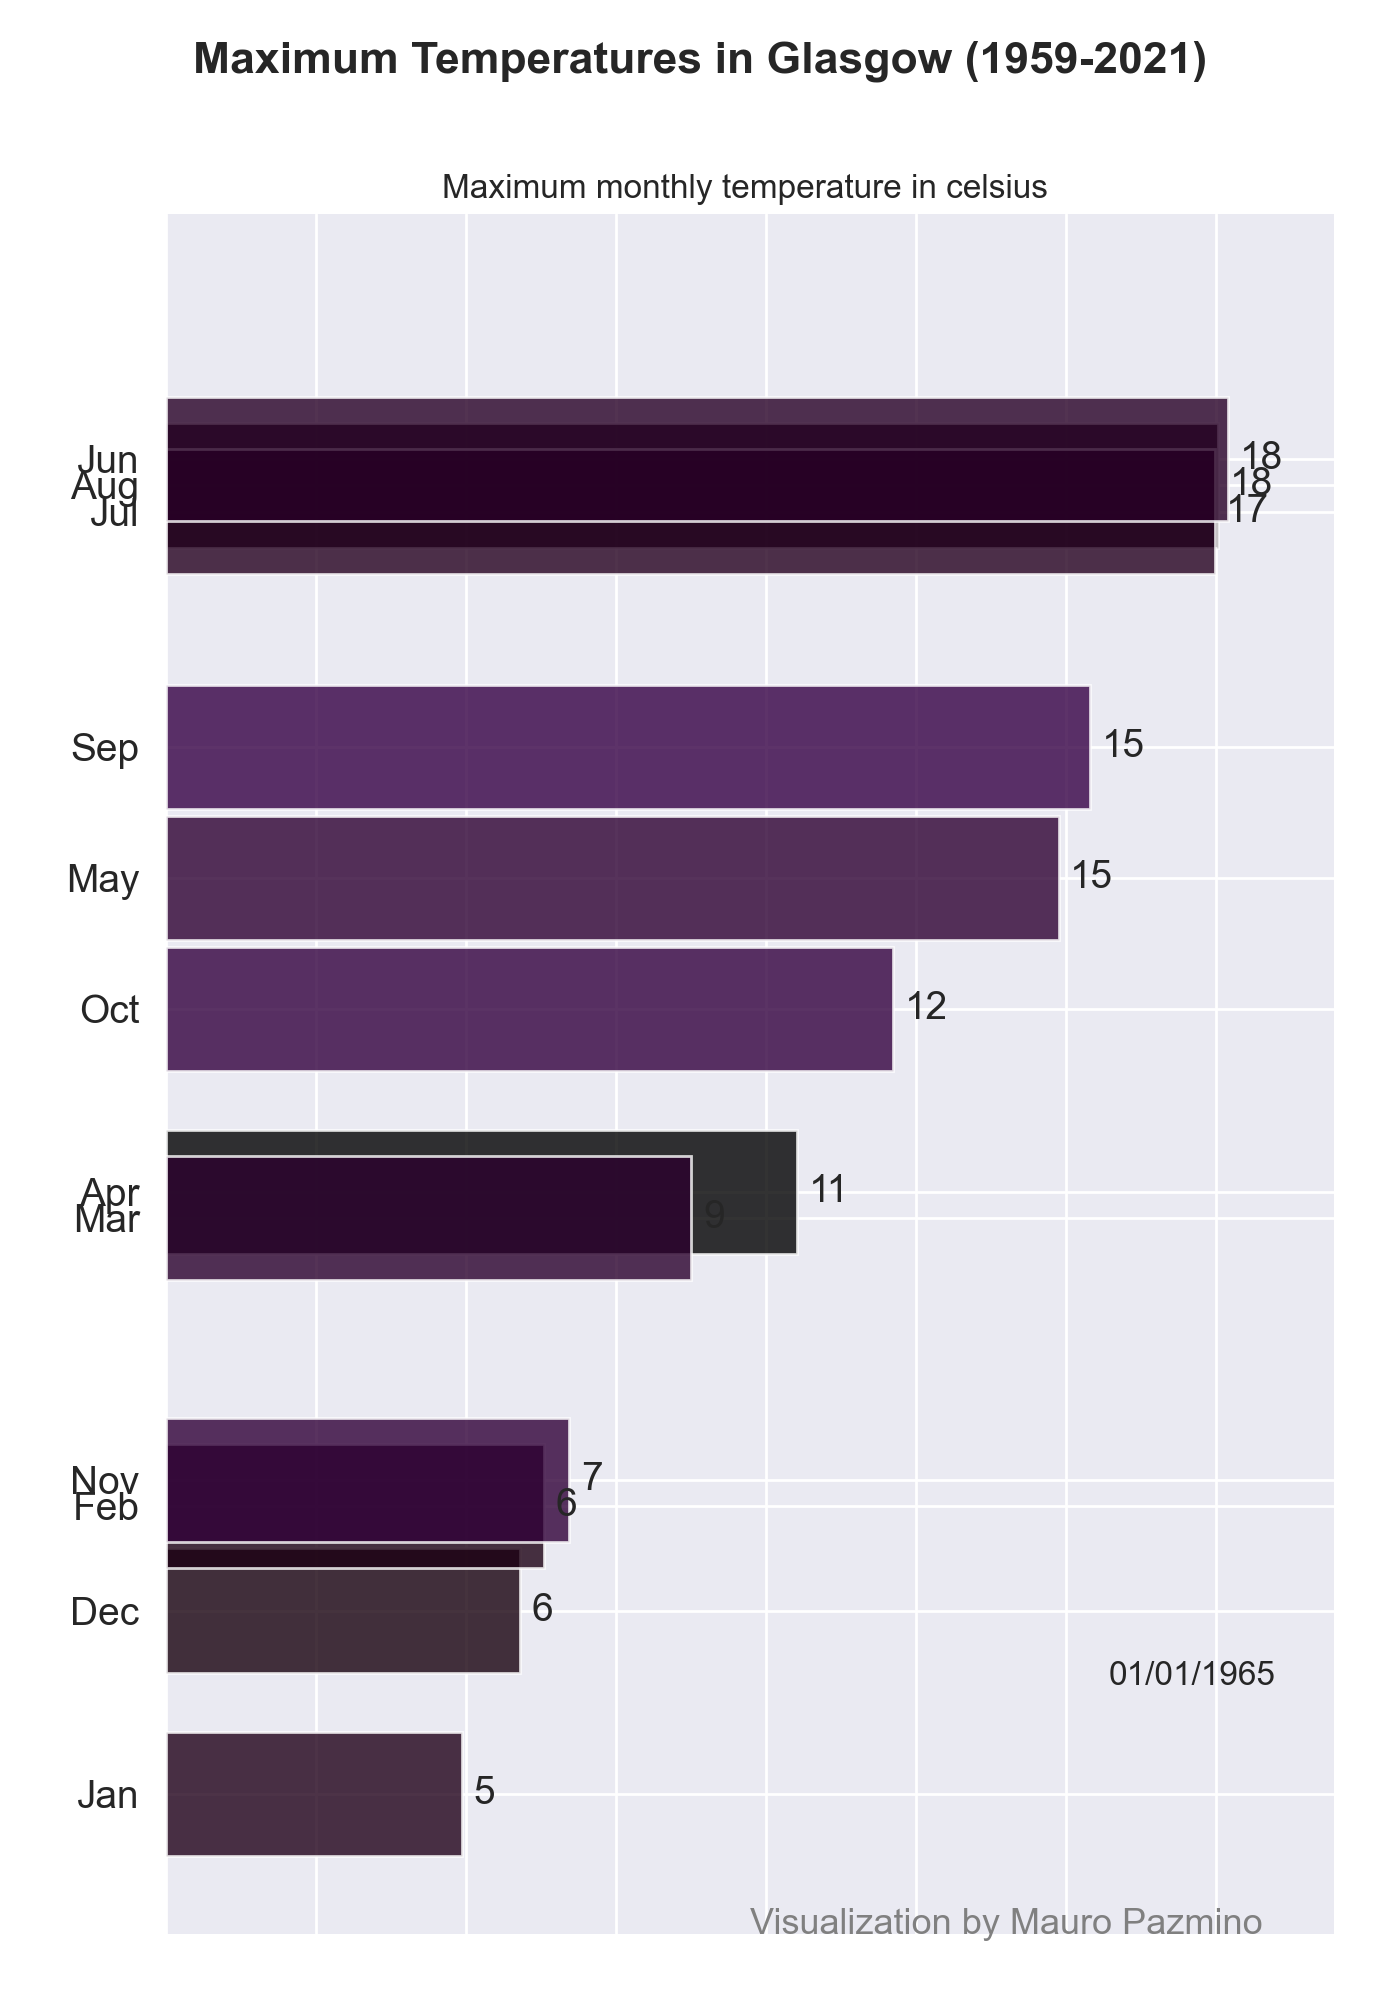 Maximum Temperatures in Glasgow (1959-2021)
Maximum monthly temperature in celsius
Jun 18
Aug 18
Jul 17
Sep 15
May 15
Oct 12
Apr 11
Mar 9
Nov 7
Feb 6
Dec 6
01/01/1965
Jan 5
Visualization by Mauro Pazmino